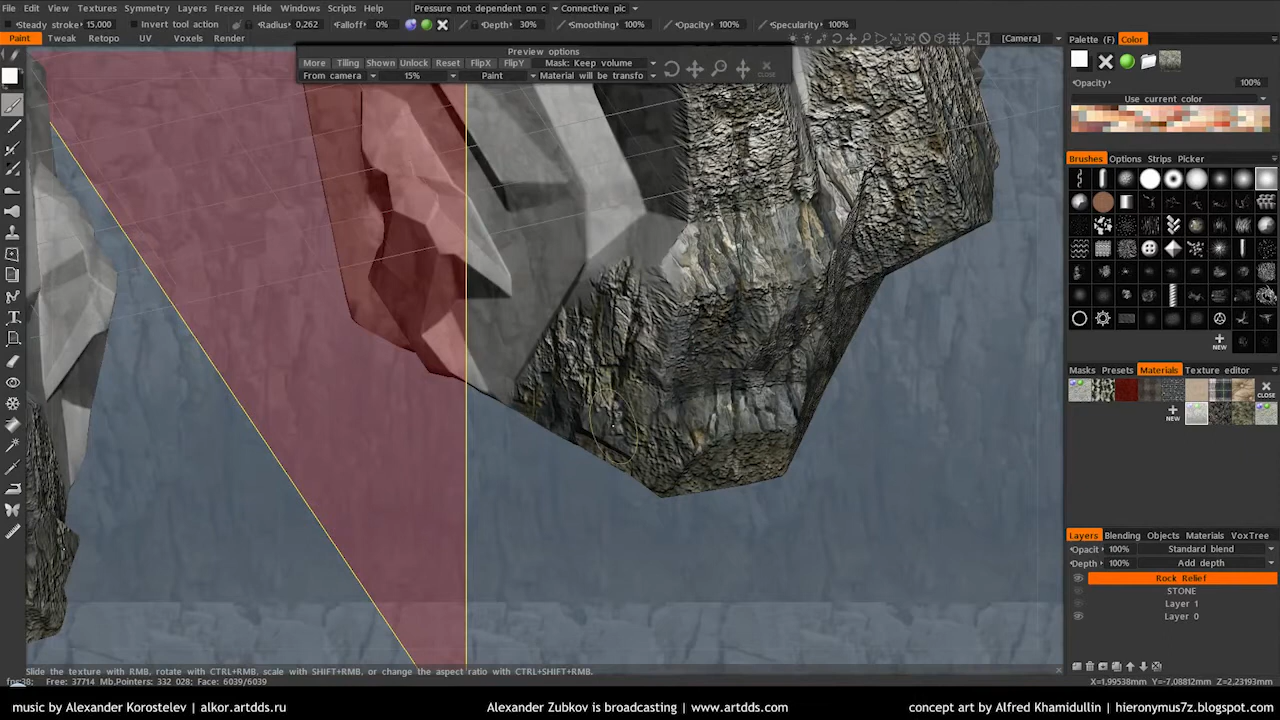 File Edit View Textures Symmetry Layers Freeze Hide Windows Scripts Help Pressure not dependent on c Connective pic
Steady stroke 15,000 Invert tool action Radius 0,262 Falloff 0% Depth 30% Smoothing 100% Opacity 100% Specularity 100%
Paint Tweak Retopo UV Voxels Render [Camera] Palette (F) Color
Preview options
More Tiling Shown Unlock Reset FlipX FlipY Mask: Keep volume
From camera 15% Paint Material will be transfo CLOSE
Opacity 100%
Use current color
Brushes Options Strips Picker
NEW
Masks Presets Materials Texture editor
CLOSE
NEW
Layers Blending Objects Materials VoxTree
Opacit 100% Standard blend
Depth 100% Add depth
Rock Relief
STONE
Layer 1
Layer 0
Slide the texture with RMB, rotate with CTRL+RMB, scale with SHIFT+RMB, or change the aspect ratio with CTRL+SHIFT+RMB.
fps:38; Free: 37714 Mb,Pointers: 332 028; Face: 6039/6039 X=1.99538mm Y=-7.08812mm Z=2.23193mm
music by Alexander Korostelev | alkor.artdds.ru Alexander Zubkov is broadcasting | www.artdds.com concept art by Alfred Khamidullin | hieronymus7z.blogspot.com